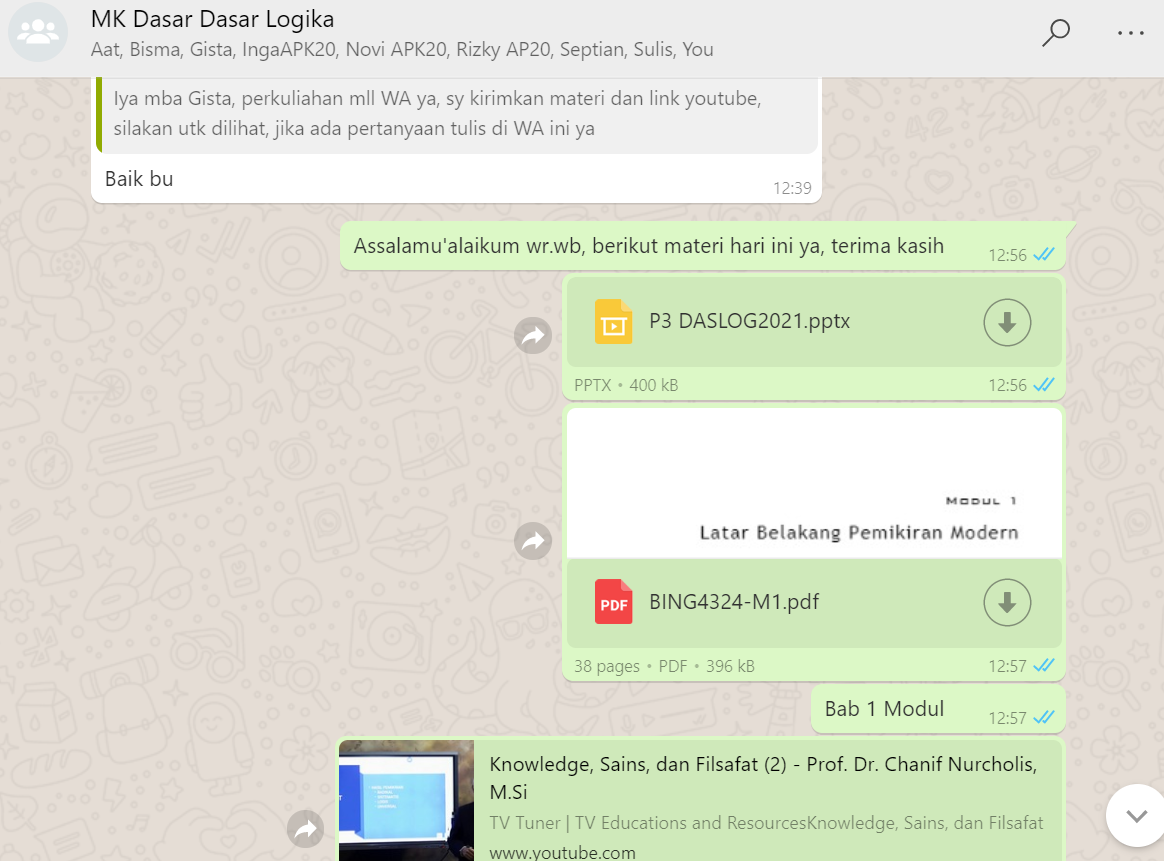 MK Dasar Dasar Logika
Aat, Bisma, Gista, IngaAPK20, Novi APK20, Rizky AP20, Septian, Sulis, You
Iya mba Gista, perkuliahan mll WA ya, sy kirimkan materi dan link youtube,
silakan utk dilihat, jika ada pertanyaan tulis di WA ini ya
Baik bu
12:39
Assalamu'alaikum wr.wb, berikut materi hari ini ya, terima kasih
12:56
P3 DASLOG2021.pptx
PPTX • 400 kB
12:56
MODUL 1
Latar Belakang Pemikiran Modern
PDF
BING4324-M1.pdf
38 pages • PDF • 396 kB
12:57
Bab 1 Modul
12:57
Knowledge, Sains, dan Filsafat (2) - Prof. Dr. Chanif Nurcholis,
M.Si
TV Tuner | TV Educations and ResourcesKnowledge, Sains, dan Filsafat
www.youtube.com